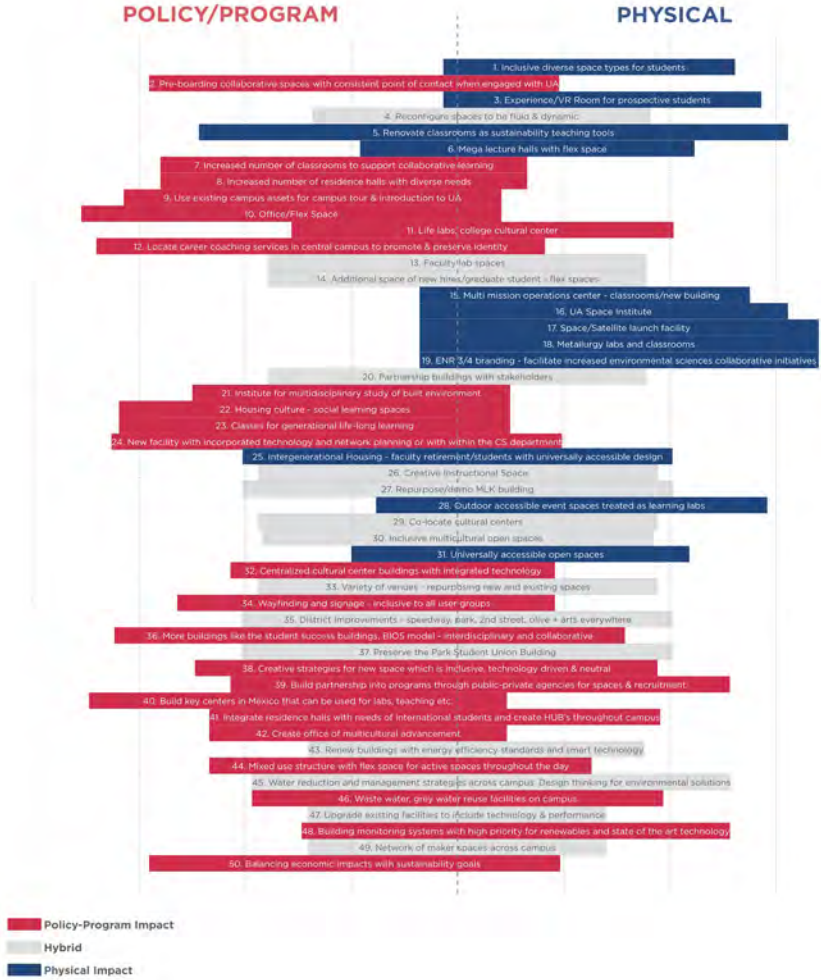 POLICY/PROGRAM
PHYSICAL
1. Inclusive diverse space types for students
2. Pre-boarding collaborative spaces with consistent point of contact when engaged with UA
3. Experience/VR Room for prospective students
4. Reconfigure spaces to be fluid & dynamic
5. Renovate classrooms as sustainability teaching tools
6. Mega lecture halls with flex space
7. Increased number of classrooms to support collaborative learning
8. Increased number of residence halls with diverse needs
9. Use existing campus assets for campus tour & introduction to UA
10. Office/Flex Space
11. Life labs, college cultural center
12. Locate career coaching services in central campus to promote & preserve identity
13. Faculty lab spaces
14. Additional space of new hires/graduate student - flex spaces
15. Multi mission operations center - classrooms/new building
16. UA Space Institute
17. Space/Satellite launch facility
18. Metallurgy labs and classrooms
19. ENR 3/4 branding - facilitate increased environmental sciences collaborative initiatives
20. Partnership buildings with stakeholders
21. Institute for multidisciplinary study of built environment
22. Housing culture - social learning spaces
23. Classes for generational life-long learning
24. New facility with incorporated technology and network planning or with within the CS department
25. Intergenerational Housing - faculty retirement/students with universally accessible design
26. Creative Instructional Space
27. Repurpose/demo MLK building
28. Outdoor accessible event spaces treated as learning labs
29. Co-locate cultural centers
30. Inclusive multicultural open spaces
31. Universally accessible open spaces
32. Centralized cultural center buildings with integrated technology
33. Variety of venues - repurposing new and existing spaces
34. Wayfinding and signage - inclusive to all user groups
35. District Improvements - speedway, park, 2nd street, olive + arts everywhere
36. More buildings like the student success buildings, BIO5 model - interdisciplinary and collaborative
37. Preserve the Park Student Union Building
38. Creative strategies for new space which is inclusive, technology driven & neutral
39. Build partnership into programs through public-private agencies for spaces & recruitment
40. Build key centers in Mexico that can be used for labs, teaching etc.
41. Integrate residence halls with needs of International students and create HUB's throughout campus
42. Create office of multicultural advancement
43. Renew buildings with energy efficiency standards and smart technology
44. Mixed use structure with flex space for active spaces throughout the day
45. Water reduction and management strategies across campus. Design thinking for environmental solutions
46. Waste water, grey water reuse facilities on campus
47. Upgrade existing facilities to include technology & performance
48. Building monitoring systems with high priority for renewables and state of the art technology
49. Network of maker spaces across campus
50. Balancing economic impacts with sustainability goals
Policy-Program Impact
Hybrid
Physical Impact